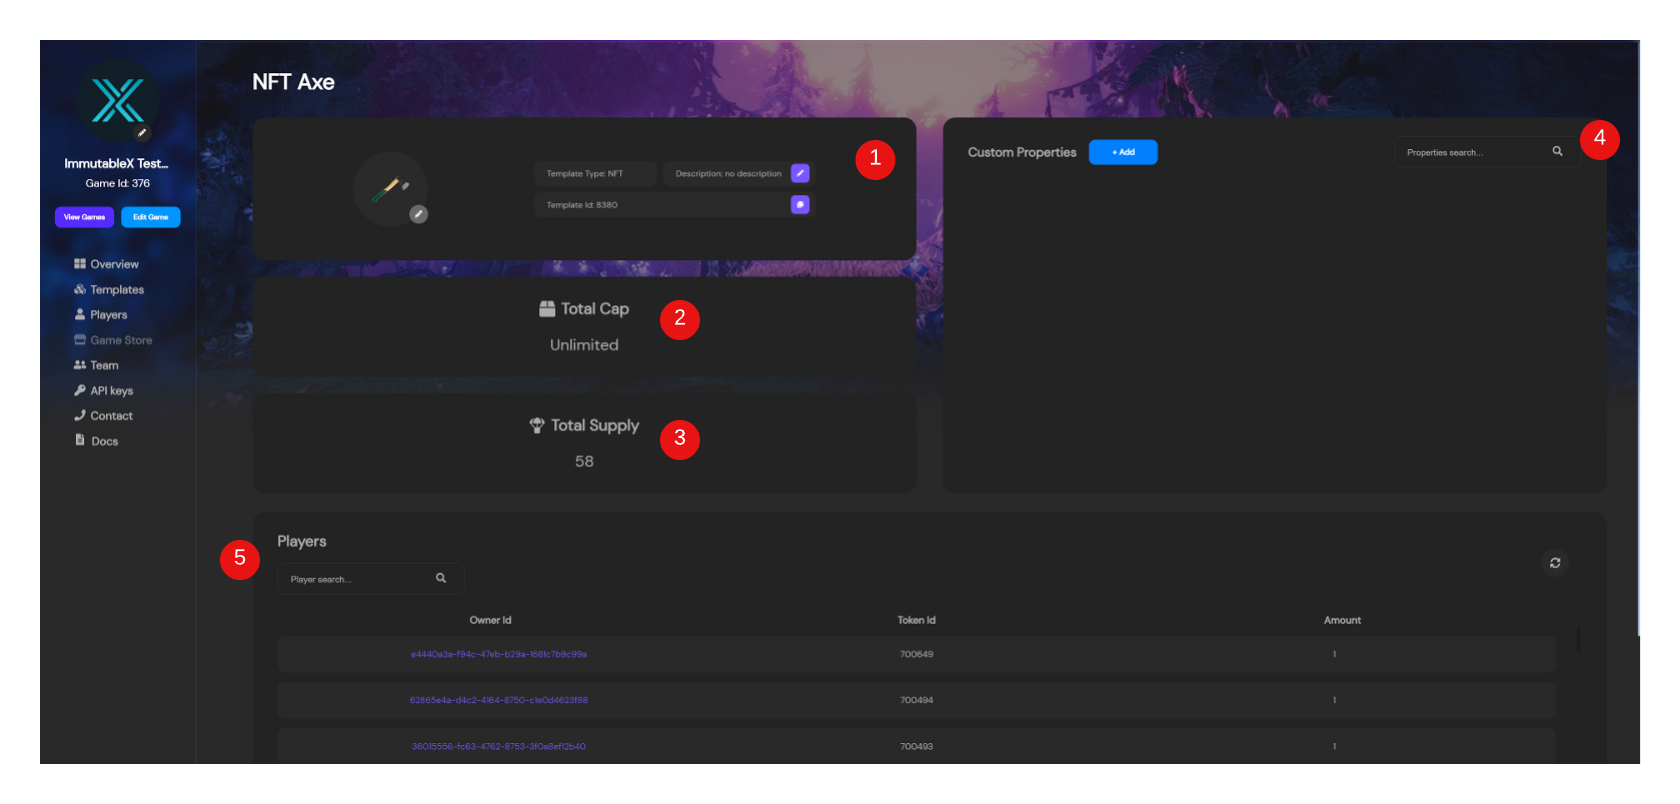 NFT Axe
ImmutableX Test...
Game Id: 376
View Games
Edit Game
Overview
Templates
Players
Game Store
Team
API keys
Contact
Docs
1
Template Type: NFT
Description: no description
Template Id: 8380
Total Cap
2
Unlimited
Total Supply
3
58
Custom Properties
+ Add
Properties search...
4
5
Players
Player search...
Owner Id Token Id Amount
e4440a3a-f94c-47eb-b29a-1681c7b9c99a 700649 1
62865e4a-d4c2-4164-8750-c1e0d4623f88 700494 1
36015556-fc63-4762-8753-3f0a8ef12b40 700493 1